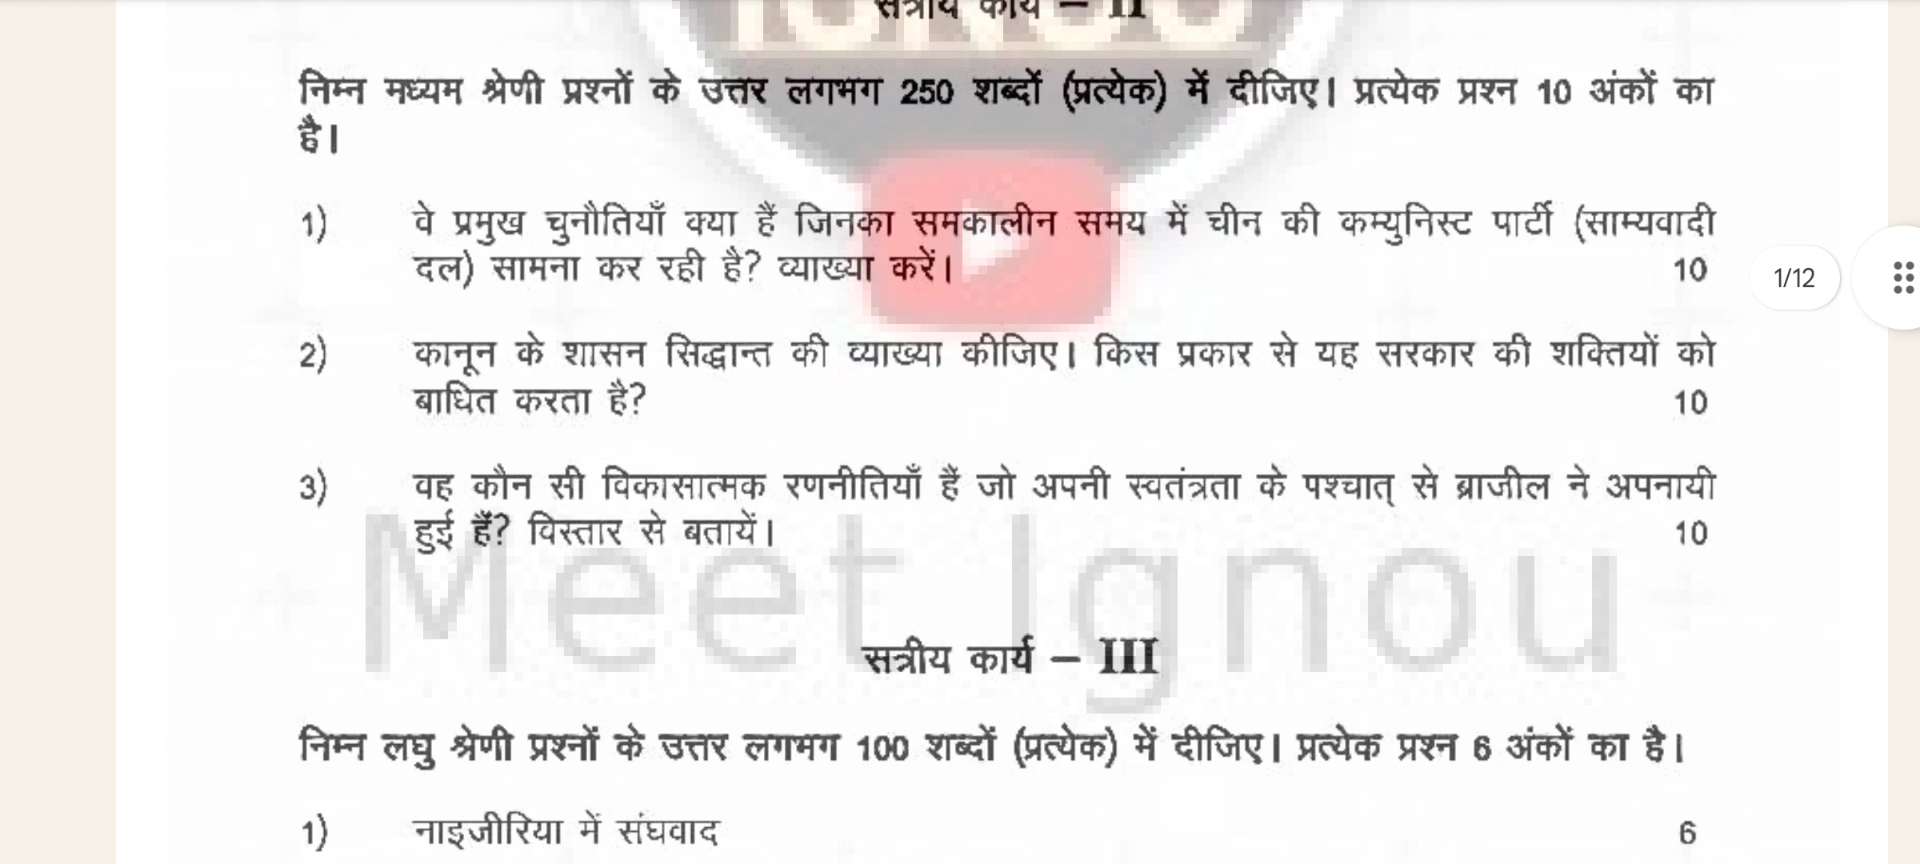 सत्रीय कार्य – II
निम्न मध्यम श्रेणी प्रश्नों के उत्तर लगभग 250 शब्दों (प्रत्येक) में दीजिए। प्रत्येक प्रश्न 10 अंकों का
है।
1) वे प्रमुख चुनौतियाँ क्या हैं जिनका समकालीन समय में चीन की कम्युनिस्ट पार्टी (साम्यवादी
दल) सामना कर रही है? व्याख्या करें। 10
1/12
2) कानून के शासन सिद्धान्त की व्याख्या कीजिए। किस प्रकार से यह सरकार की शक्तियों को
बाधित करता है? 10
3) वह कौन सी विकासात्मक रणनीतियाँ हैं जो अपनी स्वतंत्रता के पश्चात् से ब्राजील ने अपनायी
हुई हैं? विस्तार से बतायें। 10
Meet Ignou
सत्रीय कार्य – III
निम्न लघु श्रेणी प्रश्नों के उत्तर लगभग 100 शब्दों (प्रत्येक) में दीजिए। प्रत्येक प्रश्न 6 अंकों का है।
1) नाइजीरिया में संघवाद 6